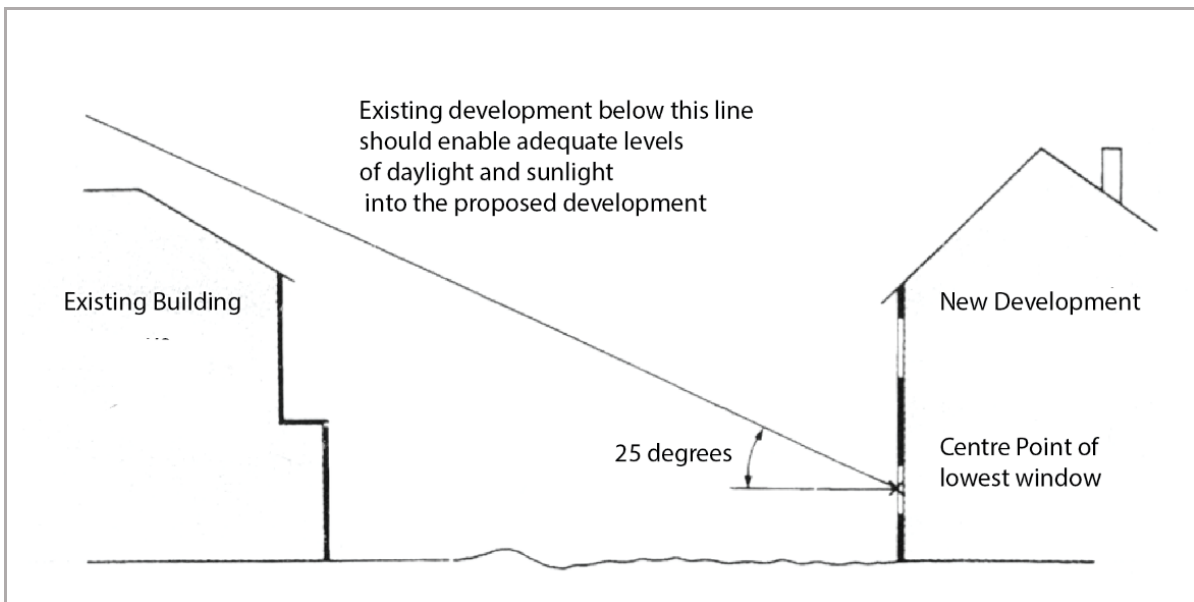 Existing development below this line
should enable adequate levels
of daylight and sunlight
into the proposed development
Existing Building
New Development
25 degrees
Centre Point of
lowest window